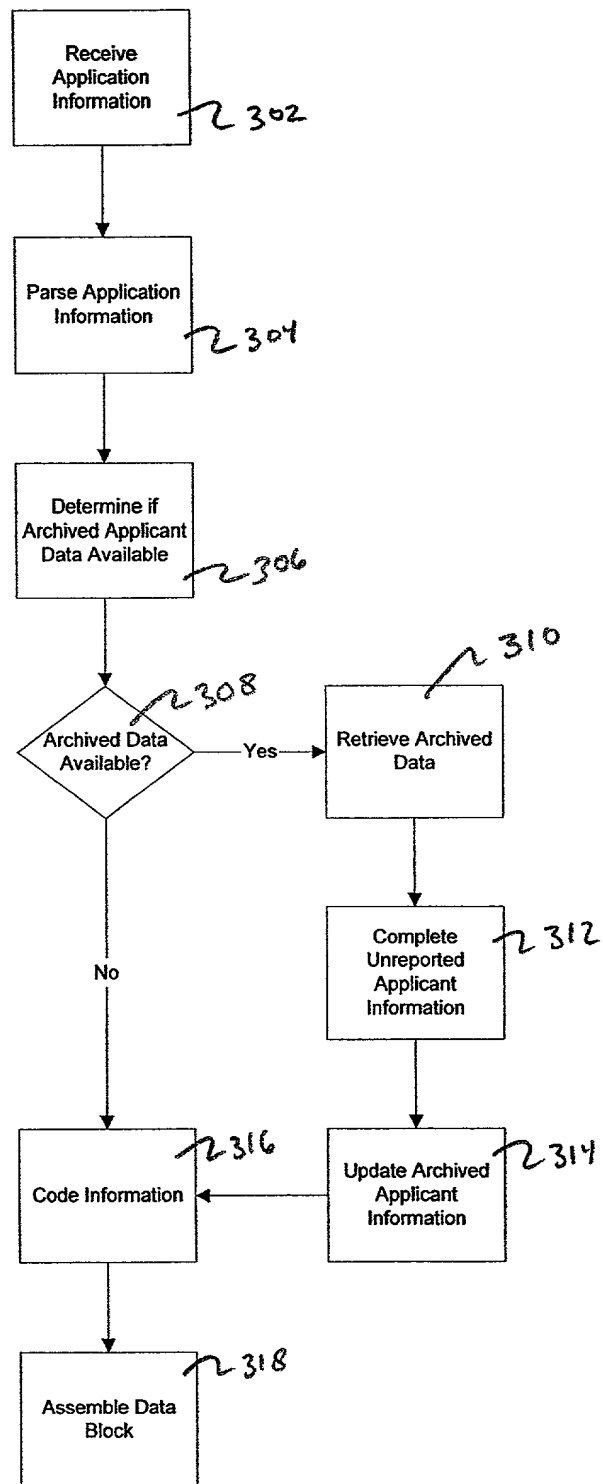 Receive
Application
Information
302
Parse Application
Information
304
Determine if
Archived Applicant
Data Available
306
308
Archived Data
Available?
Yes
310
Retrieve Archived
Data
Complete
Unreported
Applicant
Information
312
No
Update Archived
Applicant
Information
314
316
Code Information
318
Assemble Data
Block